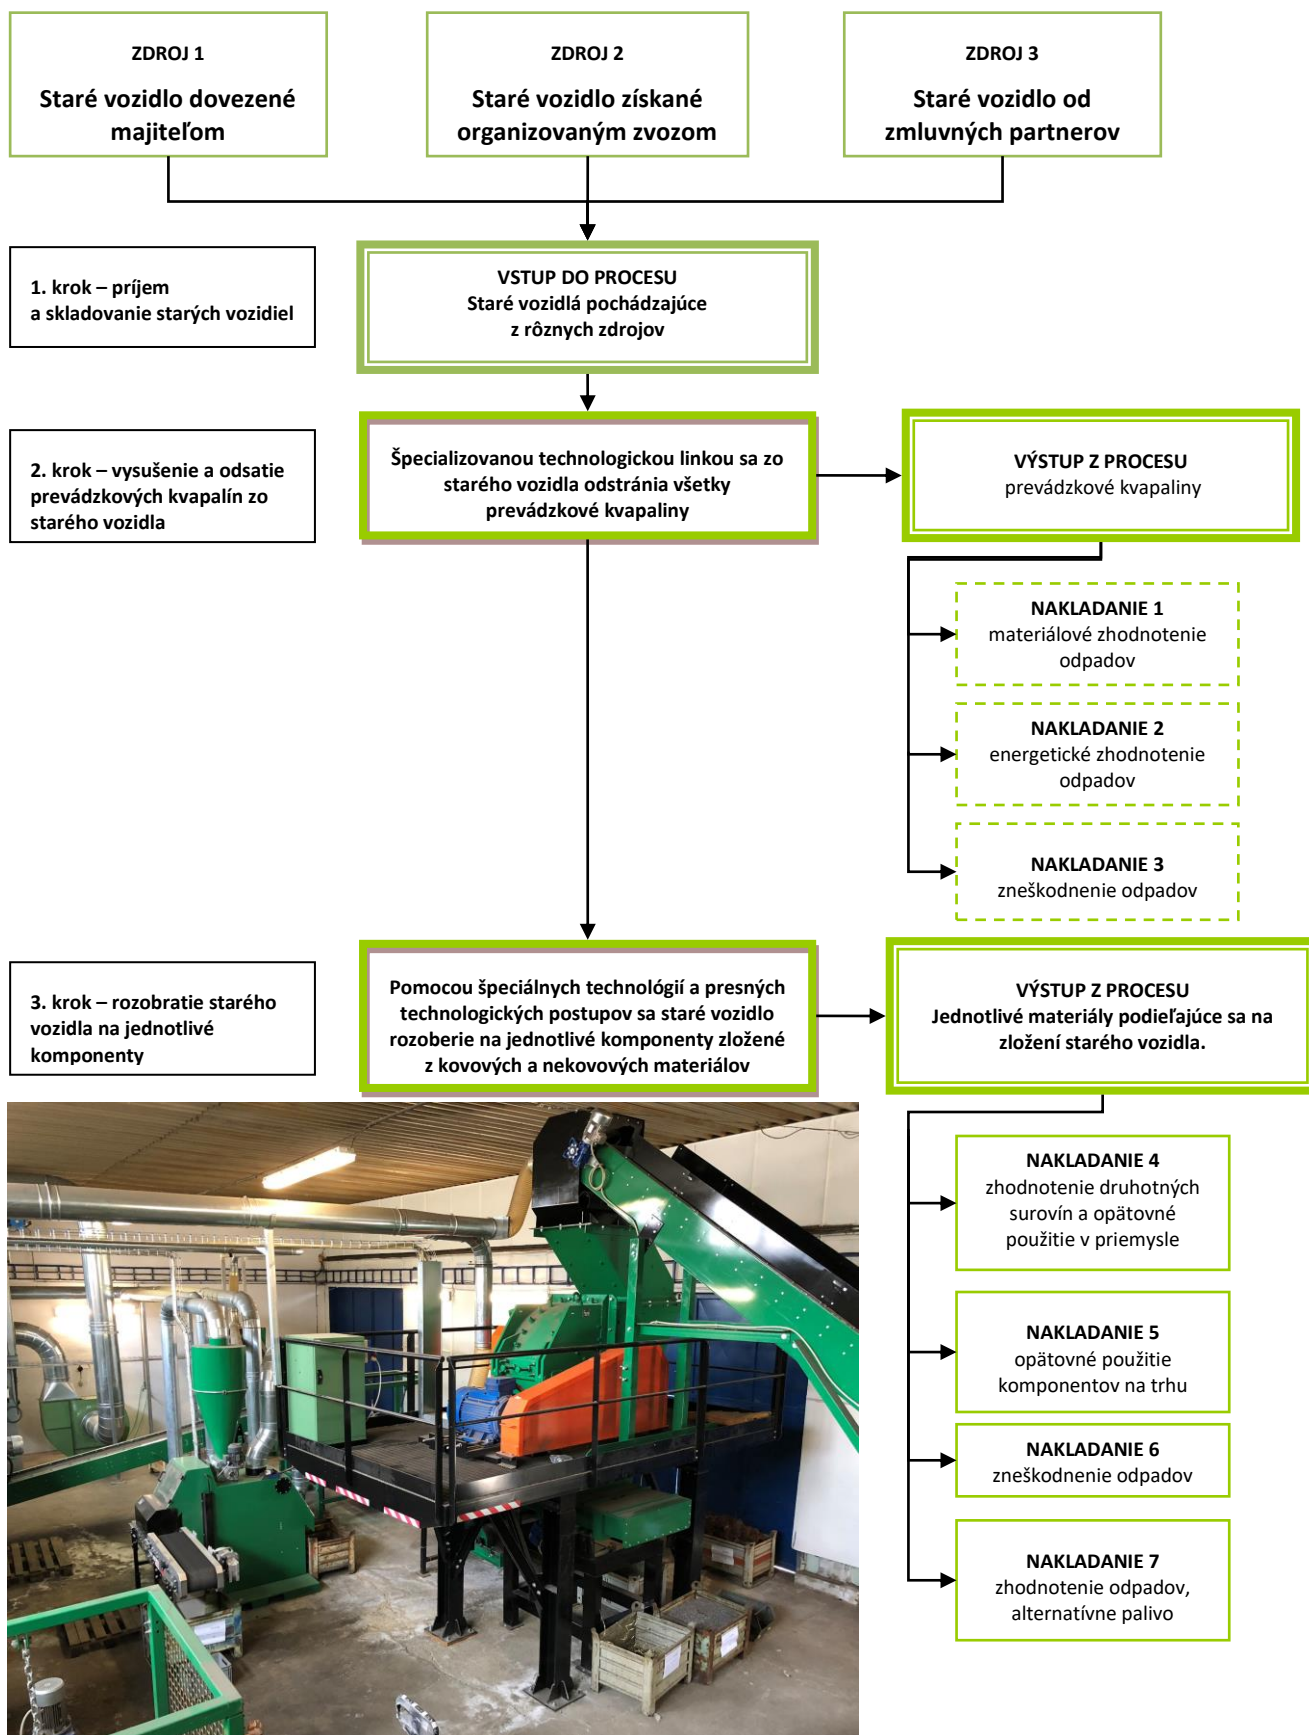 ZDROJ 1
Staré vozidlo dovezené
majiteľom
ZDROJ 2
Staré vozidlo získané
organizovaným zvozom
ZDROJ 3
Staré vozidlo od
zmluvných partnerov
1. krok – príjem
a skladovanie starých vozidiel
VSTUP DO PROCESU
Staré vozidlá pochádzajúce
z rôznych zdrojov
2. krok – vysušenie a odsatie
prevádzkových kvapalín zo
starého vozidla
Špecializovanou technologickou linkou sa zo
starého vozidla odstránia všetky
prevádzkové kvapaliny
VÝSTUP Z PROCESU
prevádzkové kvapaliny
NAKLADANIE 1
materiálové zhodnotenie
odpadov
NAKLADANIE 2
energetické zhodnotenie
odpadov
NAKLADANIE 3
zneškodnenie odpadov
3. krok – rozobratie starého
vozidla na jednotlivé
komponenty
Pomocou špeciálnych technológií a presných
technologických postupov sa staré vozidlo
rozoberie na jednotlivé komponenty zložené
z kovových a nekovových materiálov
VÝSTUP Z PROCESU
Jednotlivé materiály podieľajúce sa na
zložení starého vozidla.
NAKLADANIE 4
zhodnotenie druhotných
surovín a opätovné
použitie v priemysle
NAKLADANIE 5
opätovné použitie
komponentov na trhu
NAKLADANIE 6
zneškodnenie odpadov
NAKLADANIE 7
zhodnotenie odpadov,
alternatívne palivo